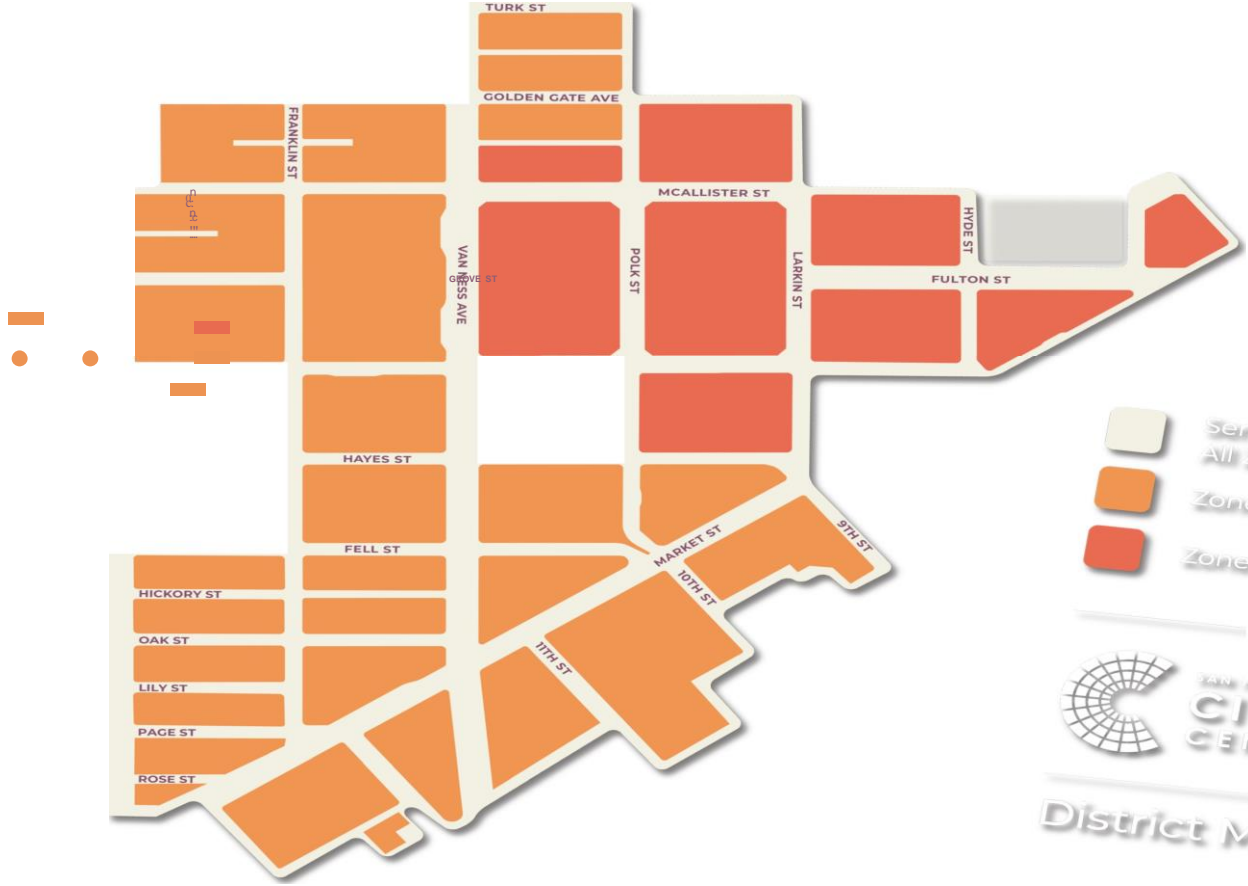 TURK ST
GOLDEN GATE AVE
FRANKLIN ST
MCALLISTER ST
HYDE ST
POLK ST
VAN NESS AVE
GROVE ST
LARKIN ST
FULTON ST
HAYES ST
FELL ST
MARKET ST
9TH ST
10TH ST
11TH ST
HICKORY ST
OAK ST
LILY ST
PAGE ST
ROSE ST
All
District M